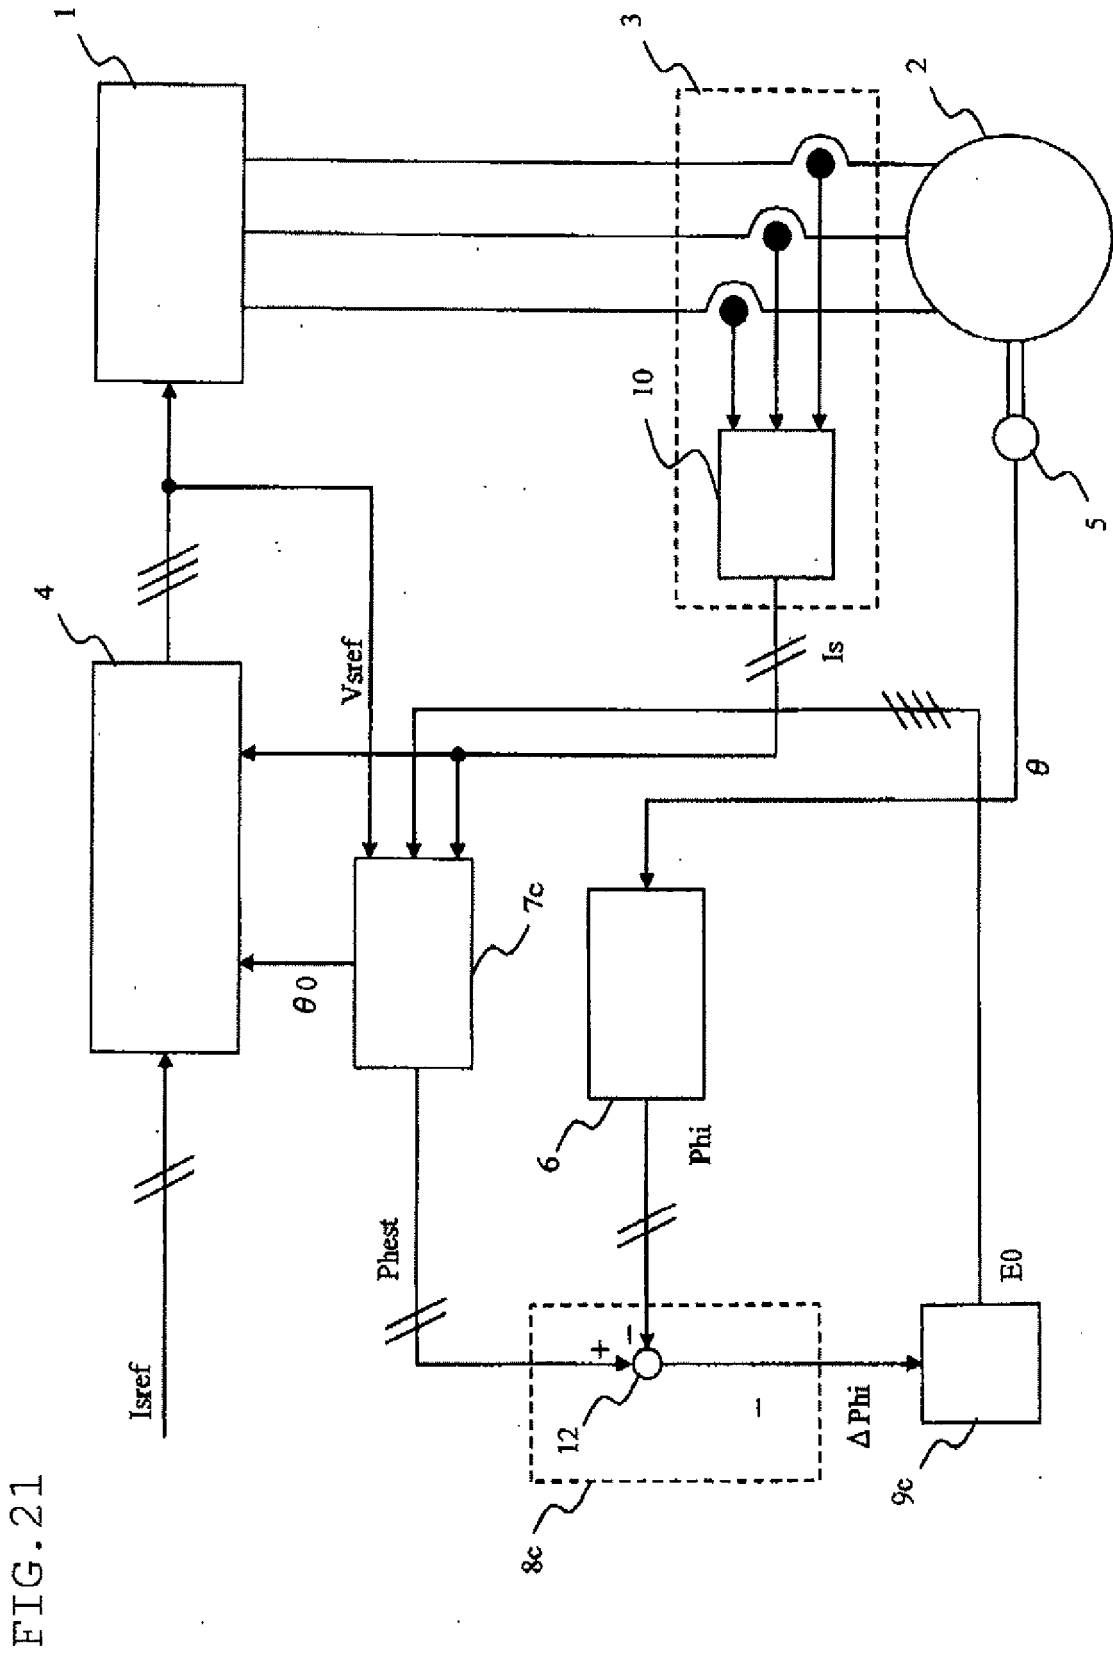 FIG.21
Isref
4
1
Vsref
θ0
7c
Phest
3
10
Is
2
5
θ
6
Phi
+
−
12
−
8c
ΔPhi
9c
E0